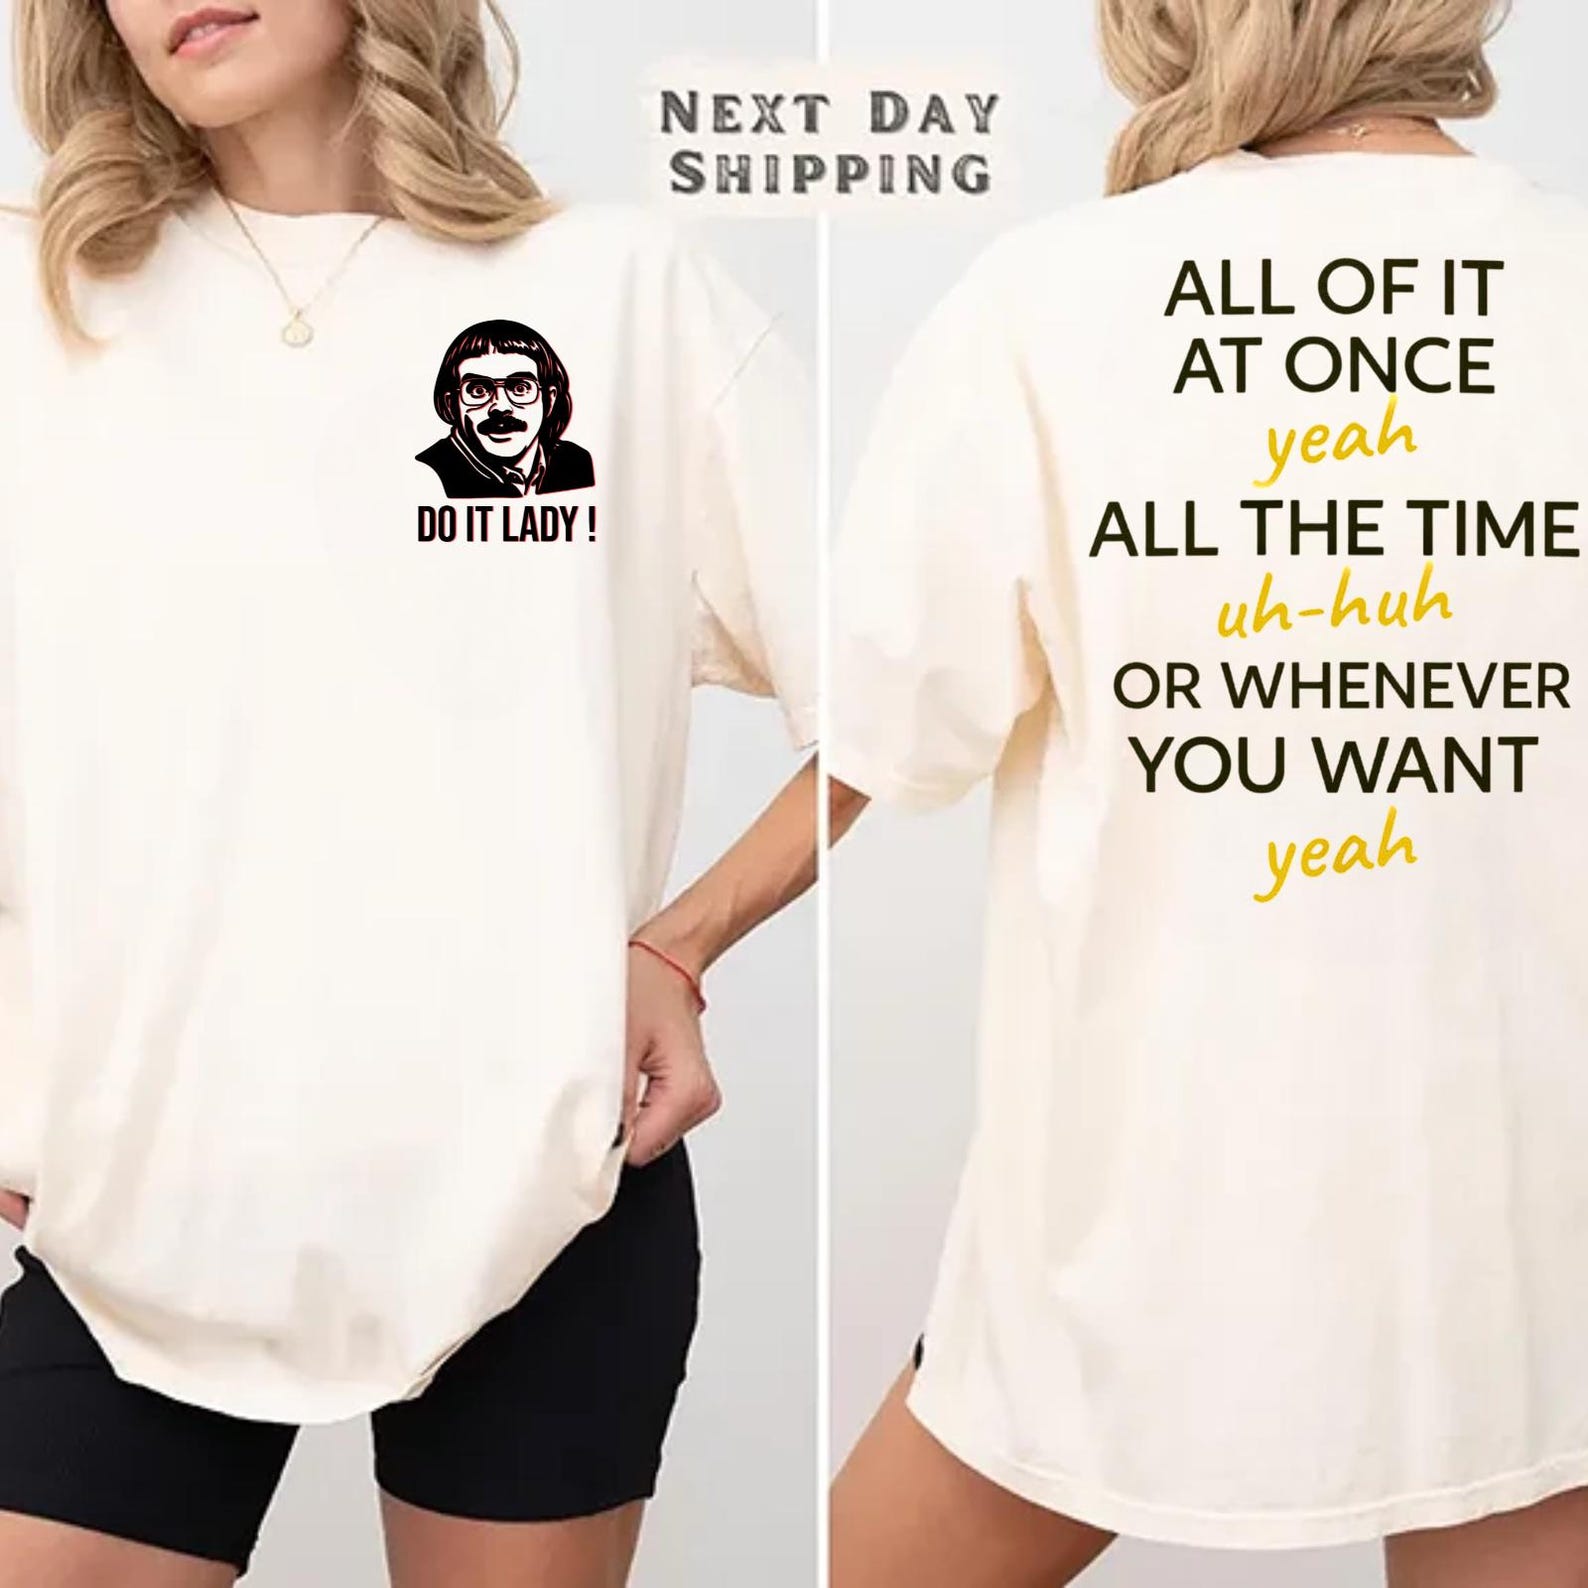 NEXT DAY
SHIPPING
DO IT LADY !
ALL OF IT
AT ONCE
yeah
ALL THE TIME
uh-huh
OR WHENEVER
YOU WANT
yeah